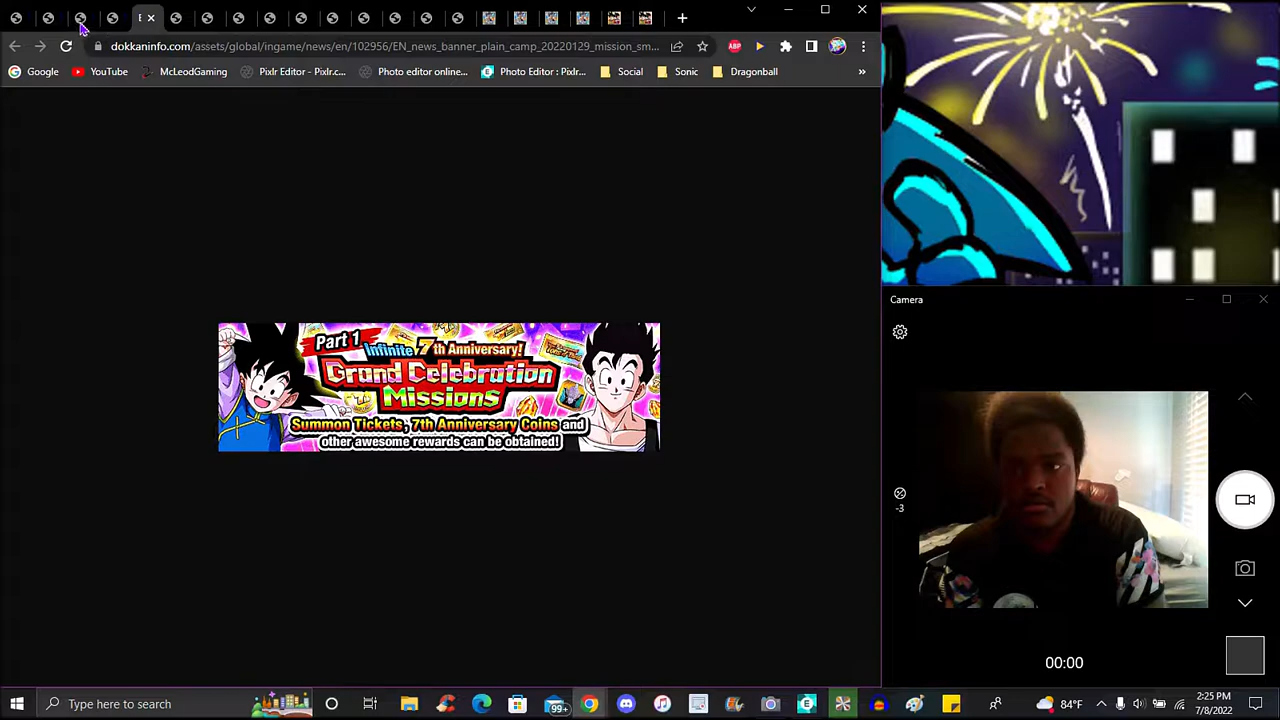 dokkaninfo.com/assets/global/ingame/news/en/102956/EN_news_banner_plain_camp_20220129_mission_sm...
ABP
Google
YouTube
McLeodGaming
Pixlr Editor - Pixlr.c...
Photo editor online...
Photo Editor : Pixlr...
Social
Sonic
Dragonball
»
Part 1
Infinite 7th Anniversary!
Grand Celebration
Missions
Summon Tickets, 7th Anniversary Coins and
other awesome rewards can be obtained!
Camera
-3
00:00
Type here to search
99+
84°F
2:25 PM
7/8/2022